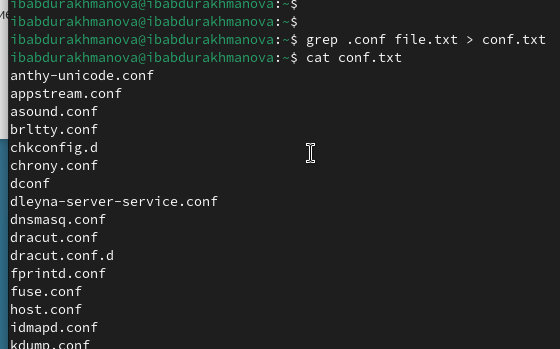 ibabdurakhmanova@ibabdurakhmanova:~$
ibabdurakhmanova@ibabdurakhmanova:~$
ibabdurakhmanova@ibabdurakhmanova:~$ grep .conf file.txt > conf.txt
ibabdurakhmanova@ibabdurakhmanova:~$ cat conf.txt
anthy-unicode.conf
appstream.conf
asound.conf
brltty.conf
chkconfig.d
chrony.conf
dconf
dleyna-server-service.conf
dnsmasq.conf
dracut.conf
dracut.conf.d
fprintd.conf
fuse.conf
host.conf
idmapd.conf
kdump.conf